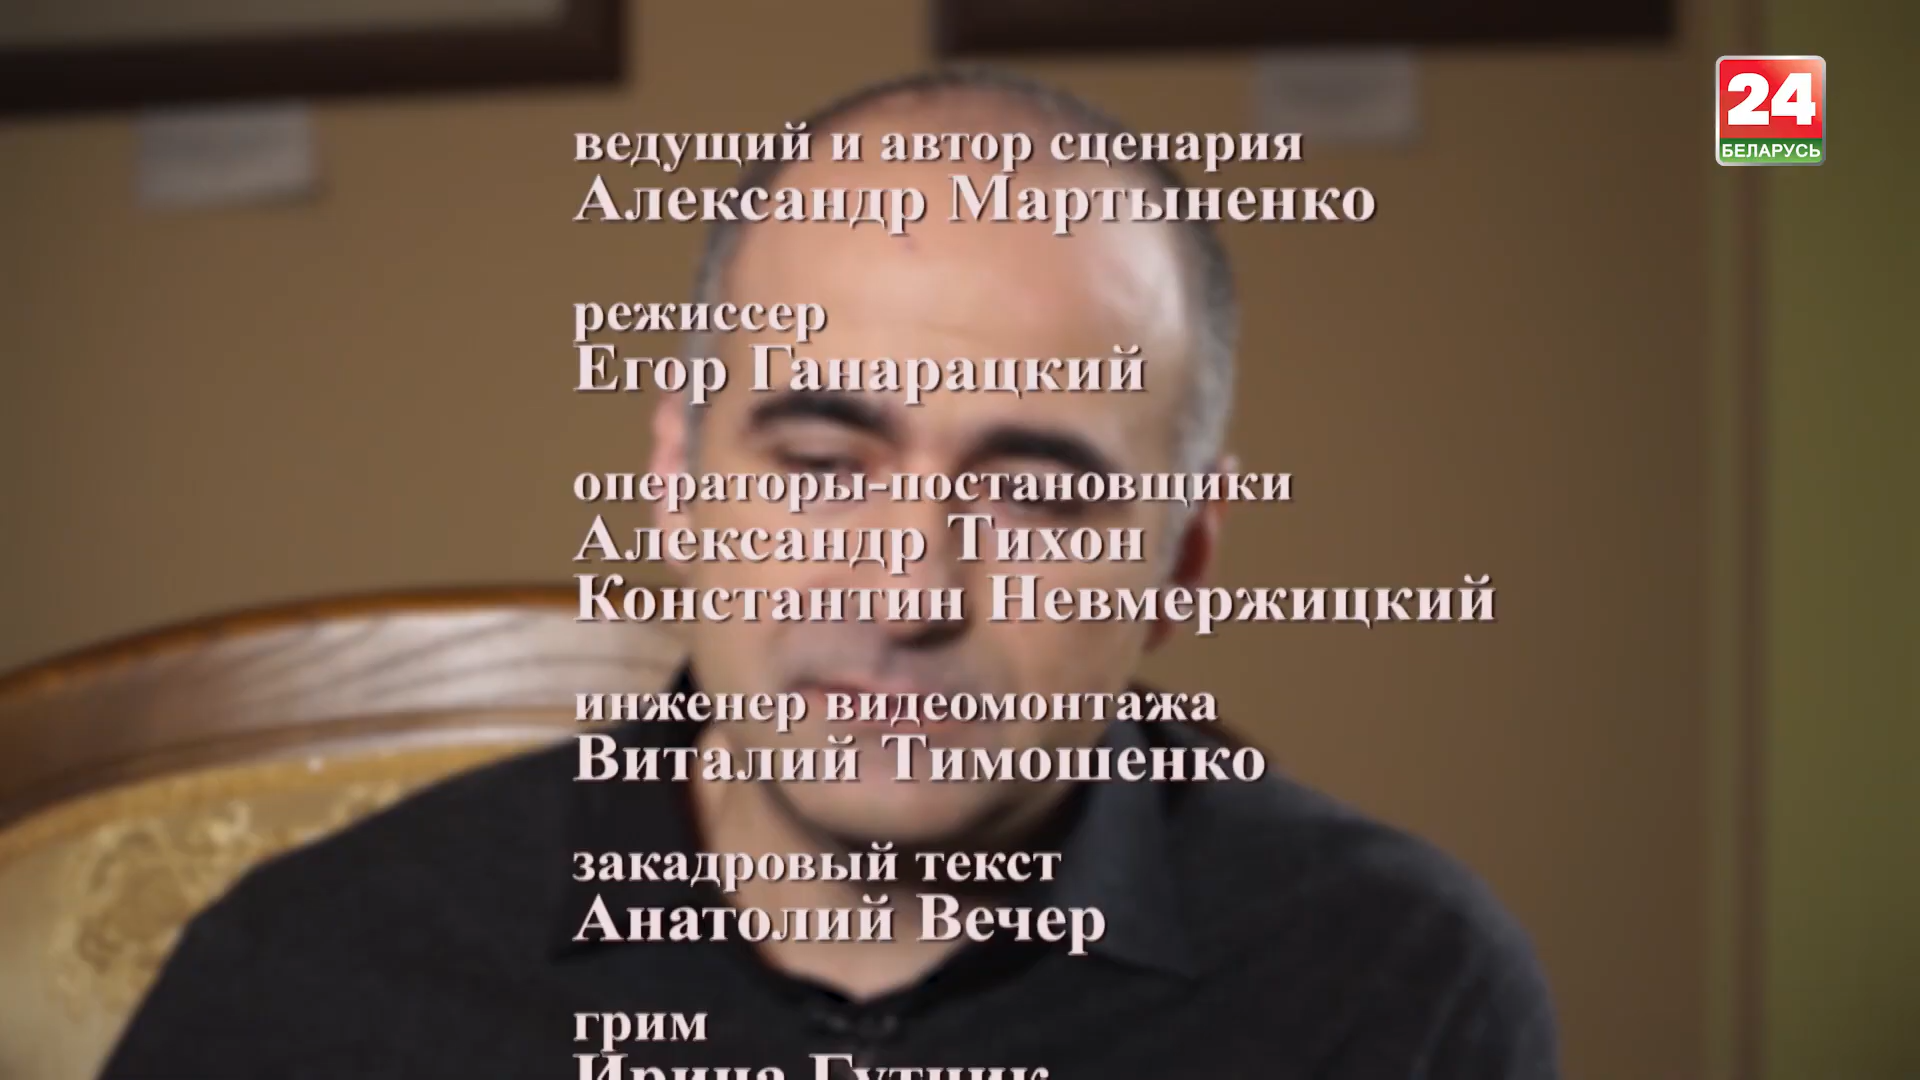 24
БЕЛАРУСЬ
ведущий и автор сценария
Александр Мартыненко
режиссер
Егор Ганарацкий
операторы-постановщики
Александр Тихон
Константин Невмержицкий
инженер видеомонтажа
Виталий Тимошенко
закадровый текст
Анатолий Вечер
грим
Ирина